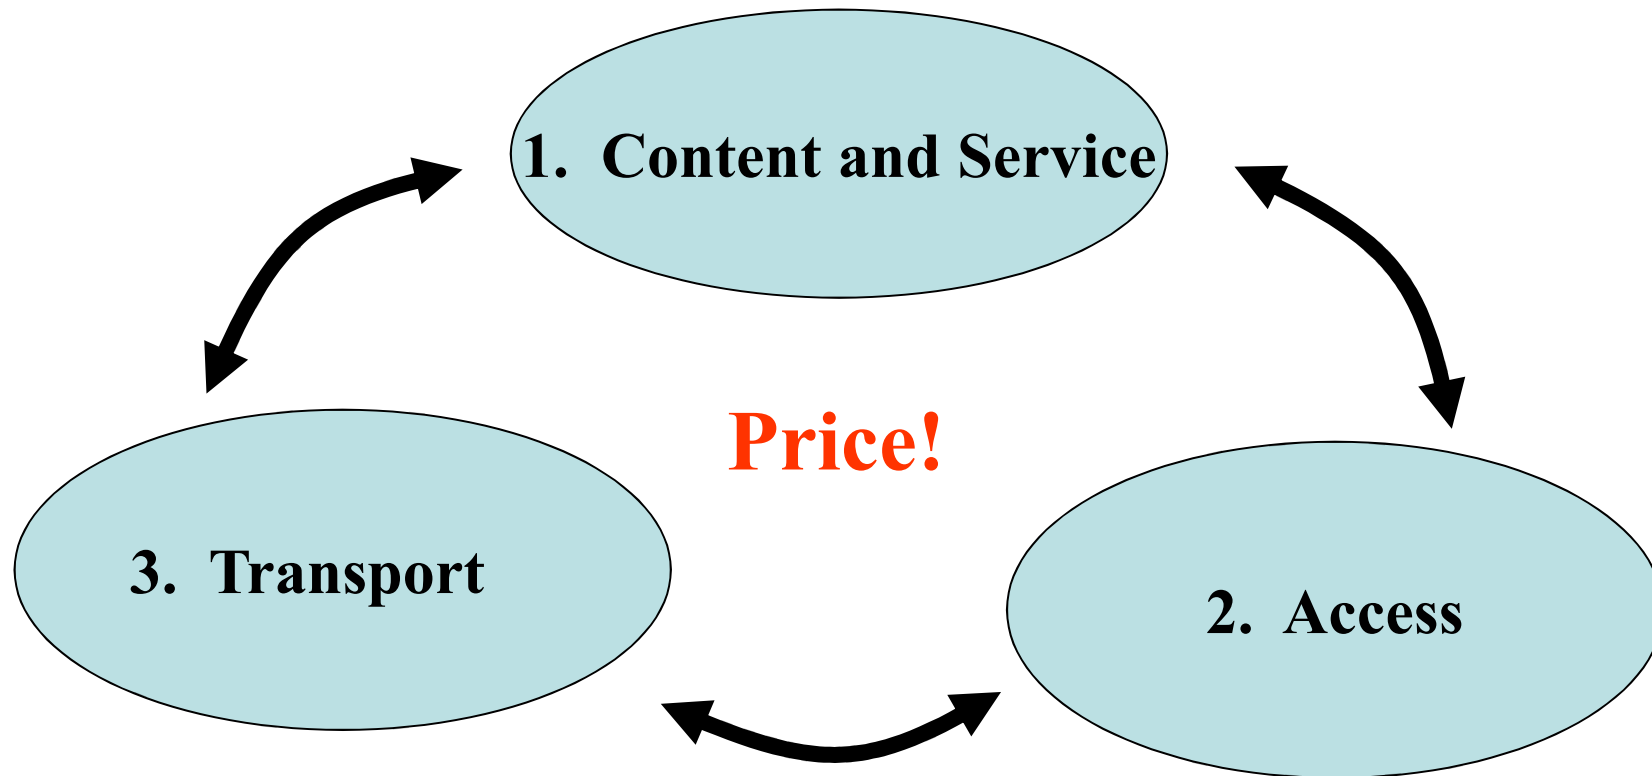 1. Content and Service
Price!
3. Transport
2. Access